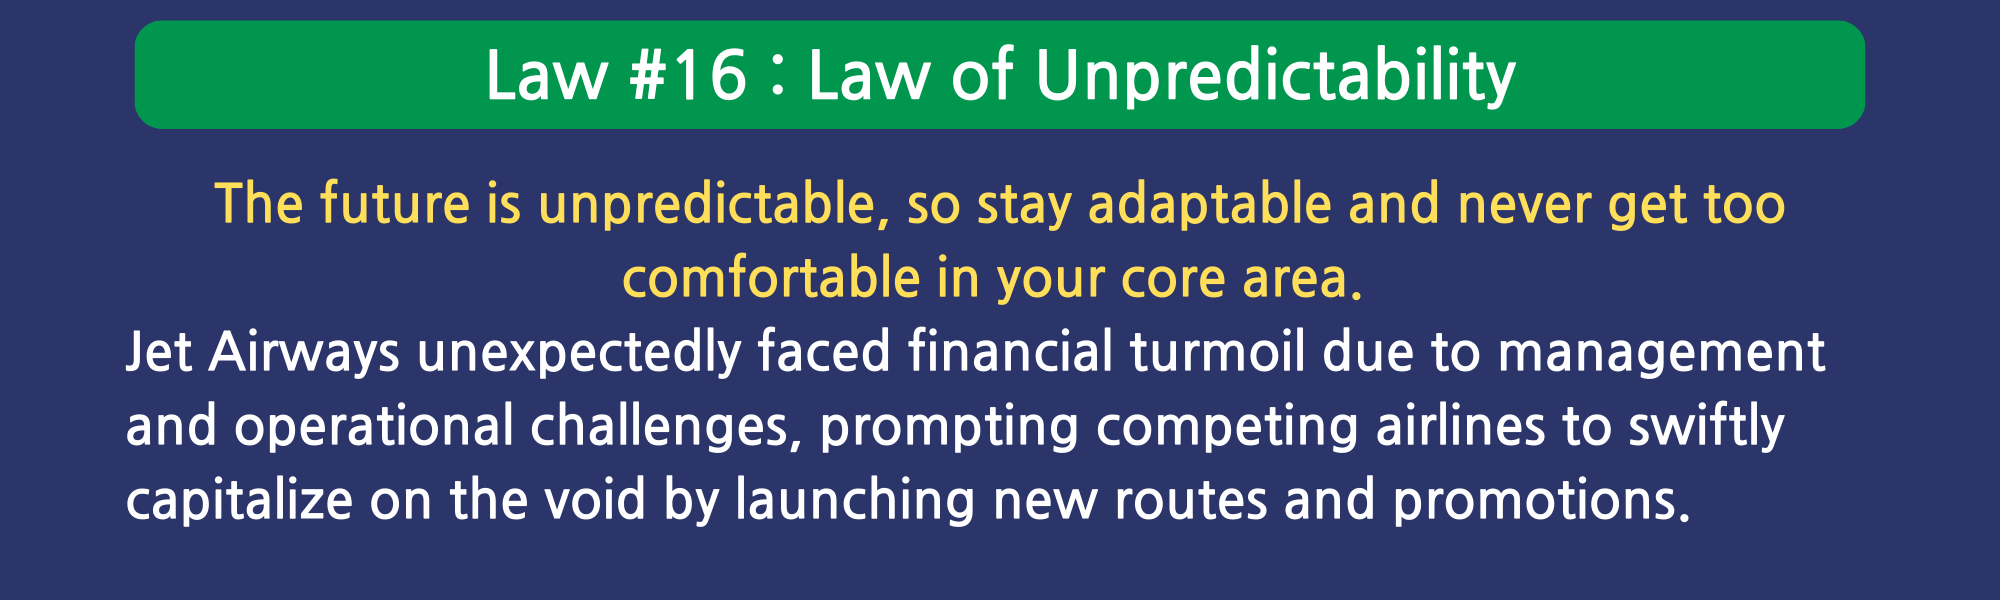 Law #16 : Law of Unpredictability
The future is unpredictable, so stay adaptable and never get too
comfortable in your core area.
Jet Airways unexpectedly faced financial turmoil due to management
and operational challenges, prompting competing airlines to swiftly
capitalize on the void by launching new routes and promotions.